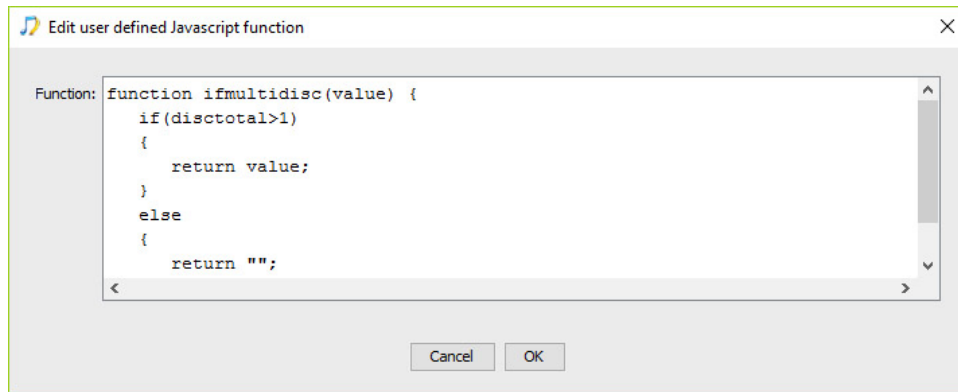 Edit user defined Javascript function
Function:
function ifmultidisc(value) {
   if(disctotal>1)
   {
      return value;
   }
   else
   {
      return "";
Cancel
OK